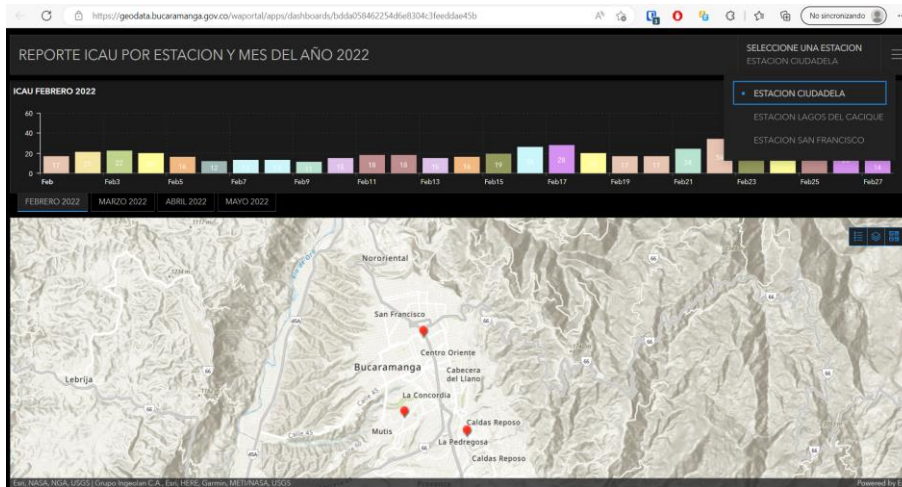 https://geodata.bucaramanga.gov.co/waportal/apps/dashboards/bdda058462254d6e8304c3feeddae45b
No sincronizando
REPORTE ICAU POR ESTACION Y MES DEL AÑO 2022
SELECCIONE UNA ESTACION
ESTACION CIUDADELA
ESTACION CIUDADELA
ESTACION LAGOS DEL CACIQUE
ESTACION SAN FRANCISCO
ICAU FEBRERO 2022
60
40
20
0
17 22 16 12 11 18 18 16 19 28 17 17 24 14
Feb Feb3 Feb5 Feb7 Feb9 Feb11 Feb13 Feb15 Feb17 Feb19 Feb21 Feb23 Feb25 Feb27
FEBRERO 2022 MARZO 2022 ABRIL 2022 MAYO 2022
Nororiental
San Francisco
Centro Oriente
Bucaramanga
Cabecera
del Llano
Lebrija
La Concordia
Calle 45
Mutis
Caldas Reposo
La Pedregosa
Caldas Reposo
Esri, NASA, NGA, USGS | Grupo Ingeolan C.A., Esri, HERE, Garmin, METI/NASA, USGS
Powered by E